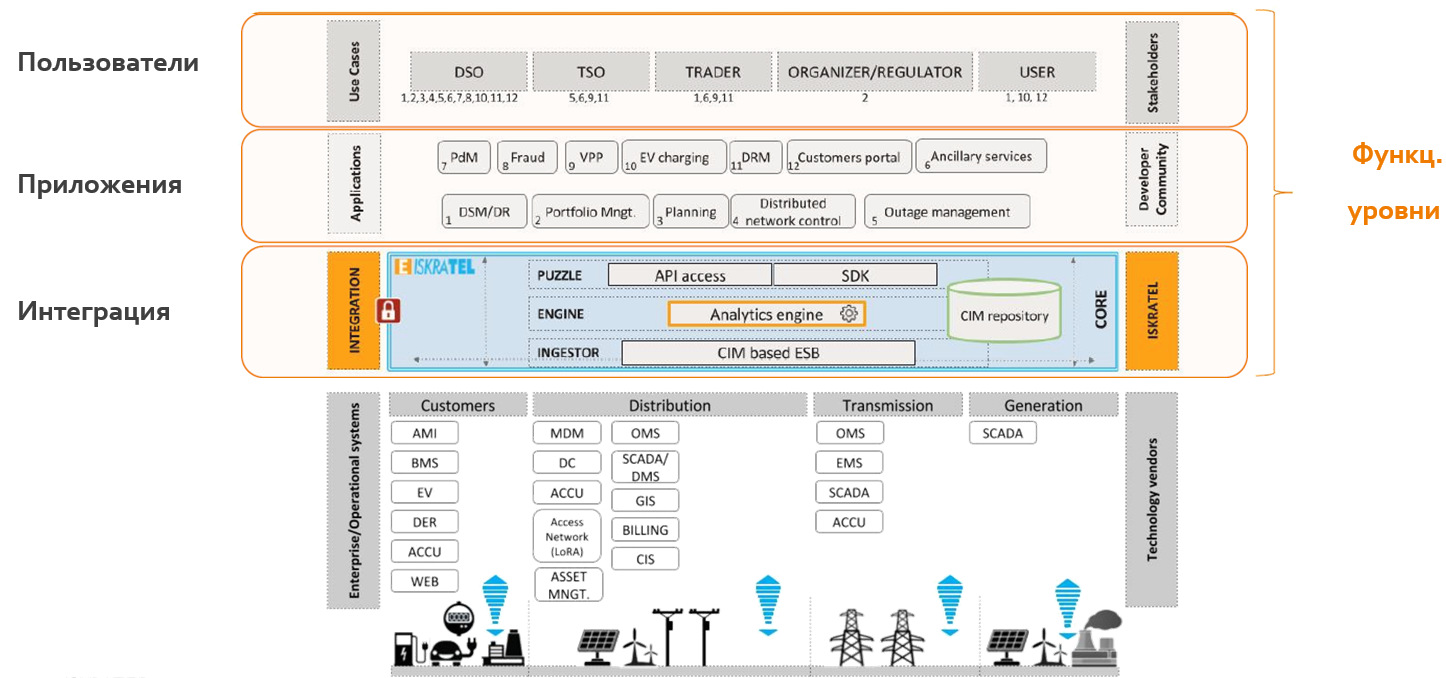 Пользователи
Use Cases
DSO
TSO
TRADER
ORGANIZER/REGULATOR
USER
1,2,3,4,5,6,7,8,10,11,12
5,6,9,11
1,6,9,11
2
1, 10, 12
Stakeholders
Приложения
Applications
7 PdM
8 Fraud
9 VPP
10 EV charging
11 DRM
12 Customers portal
6 Ancillary services
1 DSM/DR
2 Portfolio Mngt.
3 Planning
Distributed
4 network control
5 Outage management
Developer
Community
Функц.
уровни
Интеграция
INTEGRATION
E ISKRATEL
PUZZLE
API access
SDK
ENGINE
Analytics engine
CIM repository
INGESTOR
CIM based ESB
CORE
ISKRATEL
Enterprise/Operational systems
Customers
Distribution
Transmission
Generation
AMI
BMS
EV
DER
ACCU
WEB
MDM
DC
ACCU
Access
Network
(LoRA)
ASSET
MNGT.
OMS
SCADA/
DMS
GIS
BILLING
CIS
OMS
EMS
SCADA
ACCU
SCADA
Technology vendors